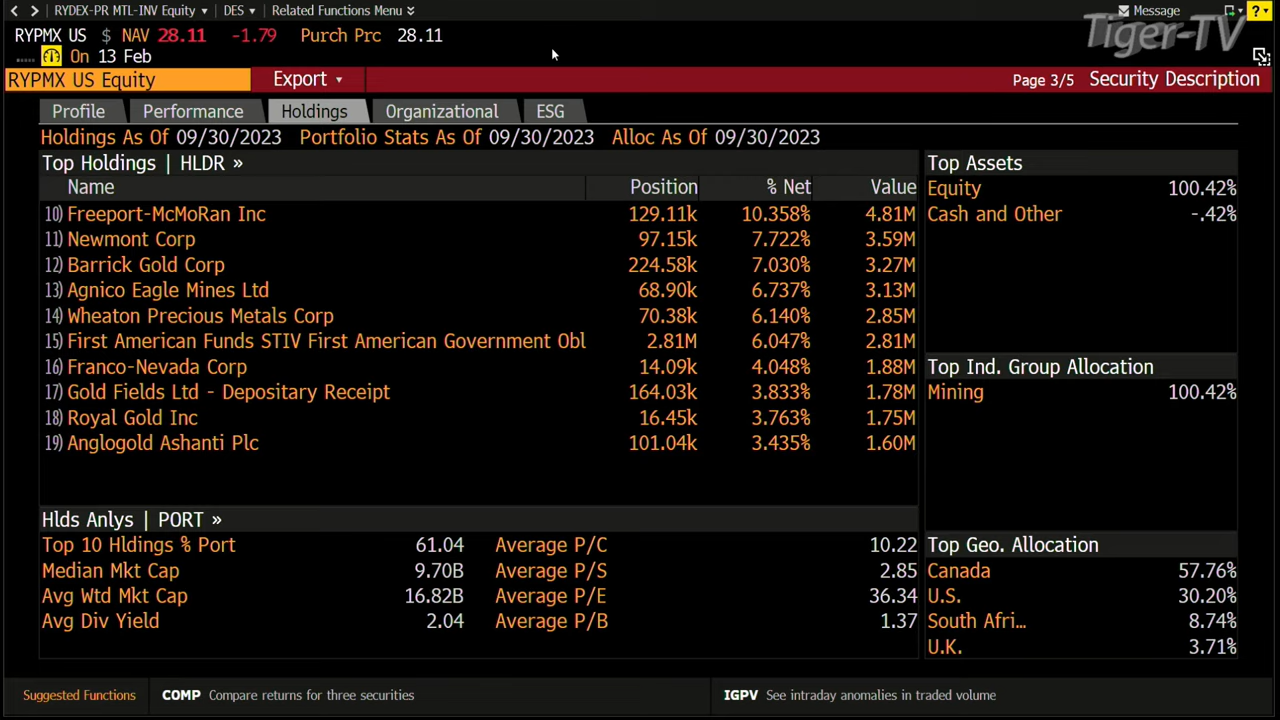 RYDEX-PR MTL-INV Equity DES Related Functions Menu Message
RYPMX US $ NAV 28.11 -1.79 Purch Prc 28.11
Tiger-TV
On 13 Feb
RYPMX US Equity Export Page 3/5 Security Description
Profile Performance Holdings Organizational ESG
Holdings As Of 09/30/2023 Portfolio Stats As Of 09/30/2023 Alloc As Of 09/30/2023
Top Holdings | HLDR »
Name Position % Net Value
10) Freeport-McMoRan Inc 129.11k 10.358% 4.81M
11) Newmont Corp 97.15k 7.722% 3.59M
12) Barrick Gold Corp 224.58k 7.030% 3.27M
13) Agnico Eagle Mines Ltd 68.90k 6.737% 3.13M
14) Wheaton Precious Metals Corp 70.38k 6.140% 2.85M
15) First American Funds STIV First American Government Obl 2.81M 6.047% 2.81M
16) Franco-Nevada Corp 14.09k 4.048% 1.88M
17) Gold Fields Ltd - Depositary Receipt 164.03k 3.833% 1.78M
18) Royal Gold Inc 16.45k 3.763% 1.75M
19) Anglogold Ashanti Plc 101.04k 3.435% 1.60M
Top Assets
Equity 100.42%
Cash and Other -.42%
Top Ind. Group Allocation
Mining 100.42%
Hlds Anlys | PORT »
Top 10 Hldings % Port 61.04 Average P/C 10.22
Median Mkt Cap 9.70B Average P/S 2.85
Avg Wtd Mkt Cap 16.82B Average P/E 36.34
Avg Div Yield 2.04 Average P/B 1.37
Top Geo. Allocation
Canada 57.76%
U.S. 30.20%
South Afri... 8.74%
U.K. 3.71%
Suggested Functions COMP Compare returns for three securities IGPV See intraday anomalies in traded volume